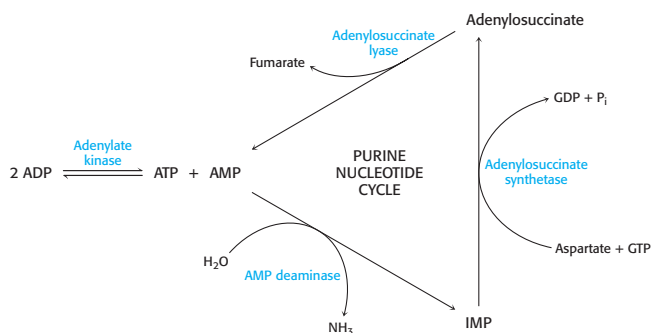 Adenylosuccinate
Adenylosuccinate
lyase
Fumarate
GDP + Pi
Adenylate
kinase
2 ADP
ATP + AMP
PURINE
NUCLEOTIDE
CYCLE
Adenylosuccinate
synthetase
H2O
Aspartate + GTP
AMP deaminase
NH3
IMP